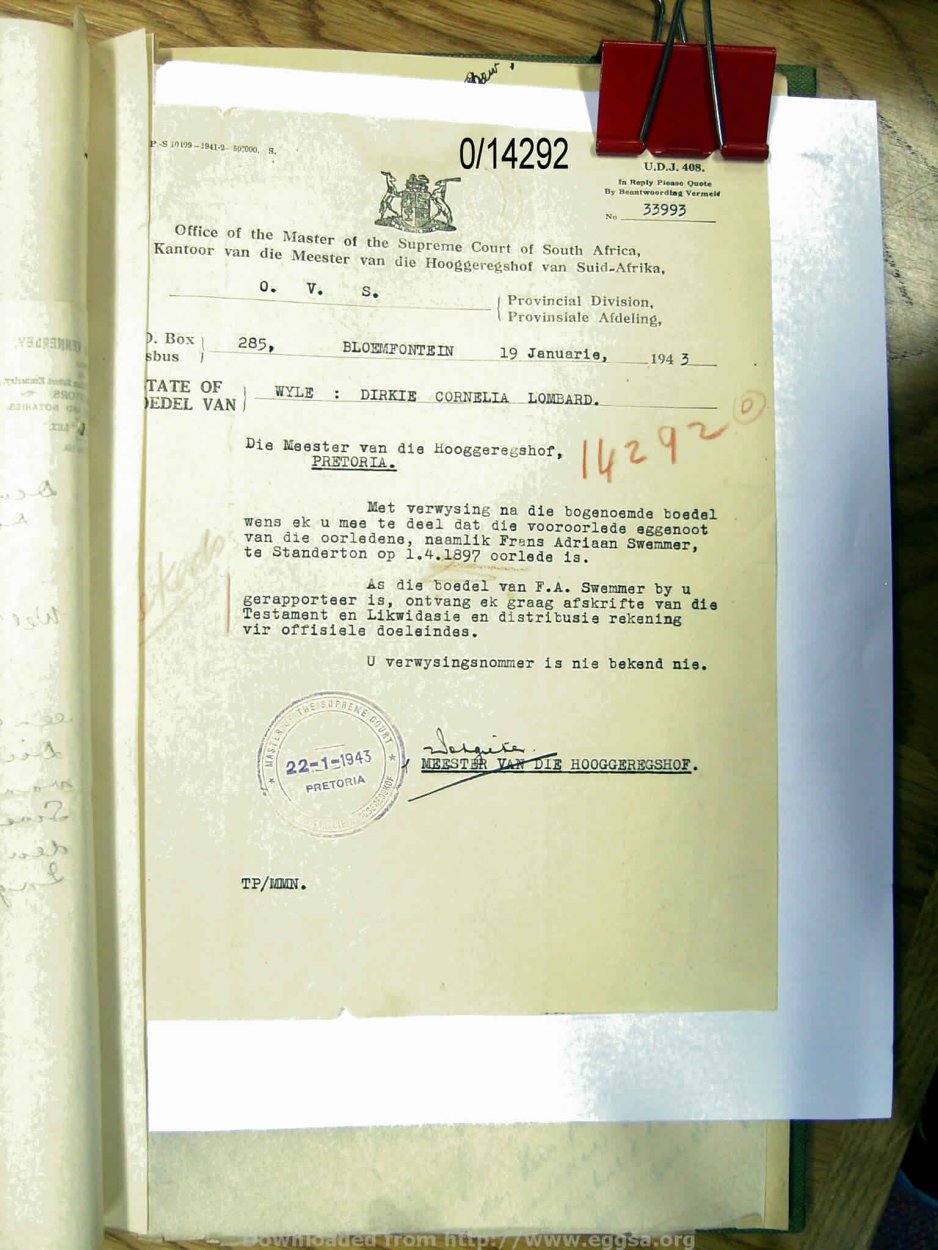 P.-S 10199-1941-2-50,000. S.
0/14292
U.D.J. 408.
In Reply Please Quote
By Beantwoording Vermeld
No 33993
Office of the Master of the Supreme Court of South Africa,
Kantoor van die Meester van die Hooggeregshof van Suid-Afrika,
O. V. S.
Provincial Division,
Provinsiale Afdeling,
O. Box 285, BLOEMFONTEIN 19 Januarie, 194 3
sbus
TATE OF
OEDEL VAN WYLE : DIRKIE CORNELIA LOMBARD.
14292 0
Die Meester van die Hooggeregshof,
PRETORIA.
Met verwysing na die bogenoemde boedel
wens ek u mee te deel dat die vooroorlede eggenoot
van die oorledene, naamlik Frans Adriaan Swemmer,
te Standerton op 1.4.1897 oorlede is.
As die boedel van F.A. Swemmer by u
gerapporteer is, ontvang ek graag afskrifte van die
Testament en Likwidasie en distribusie rekening
vir offisiele doeleindes.
U verwysingsnommer is nie bekend nie.
MASTER OF THE SUPREME COURT
22-1-1943
PRETORIA
MEESTER VAN DIE HOOGGEREGSHOF.
TP/MMN.
Downloaded from http://www.eggsa.org